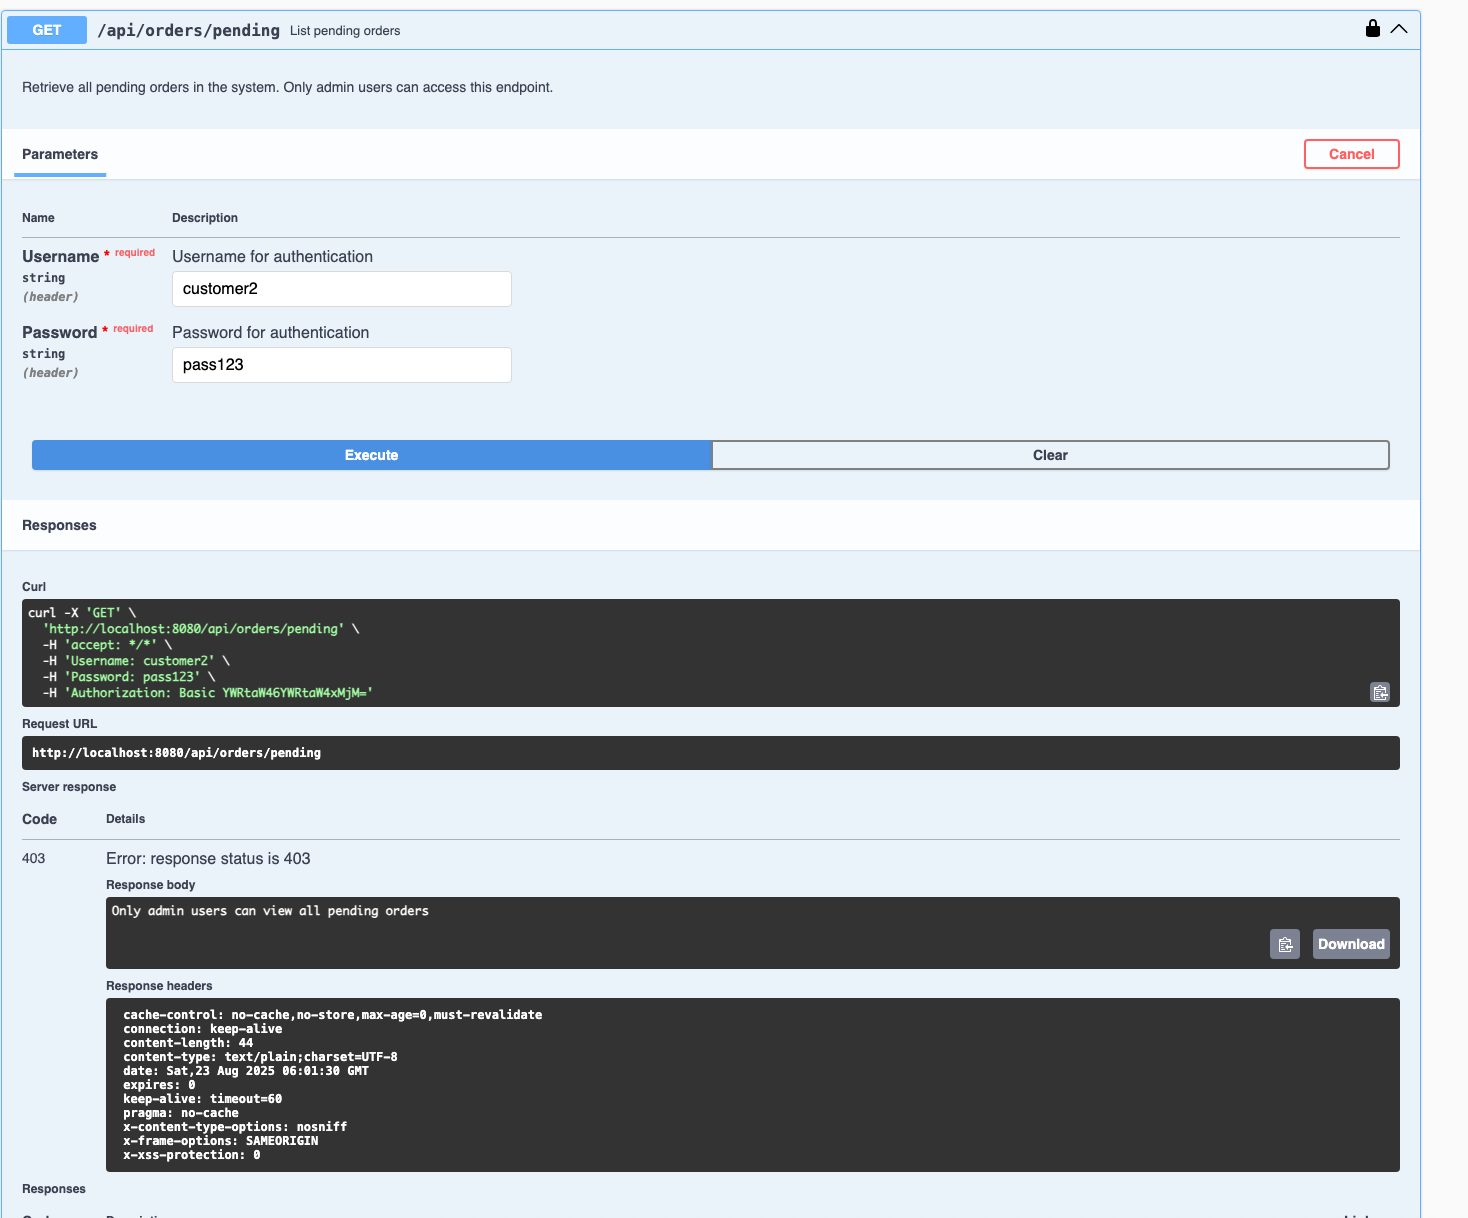 GET /api/orders/pending List pending orders
Retrieve all pending orders in the system. Only admin users can access this endpoint.
Parameters
Cancel
Name Description
Username * required Username for authentication
string
(header)
customer2
Password * required Password for authentication
string
(header)
pass123
Execute Clear
Responses
Curl
curl -X 'GET' \
'http://localhost:8080/api/orders/pending' \
-H 'accept: */*' \
-H 'Username: customer2' \
-H 'Password: pass123' \
-H 'Authorization: Basic YWRtaW46YWRtaW4xMjM='
Request URL
http://localhost:8080/api/orders/pending
Server response
Code Details
403 Error: response status is 403
Response body
Only admin users can view all pending orders
Download
Response headers
cache-control: no-cache,no-store,max-age=0,must-revalidate
connection: keep-alive
content-length: 44
content-type: text/plain;charset=UTF-8
date: Sat,23 Aug 2025 06:01:30 GMT
expires: 0
keep-alive: timeout=60
pragma: no-cache
x-content-type-options: nosniff
x-frame-options: SAMEORIGIN
x-xss-protection: 0
Responses